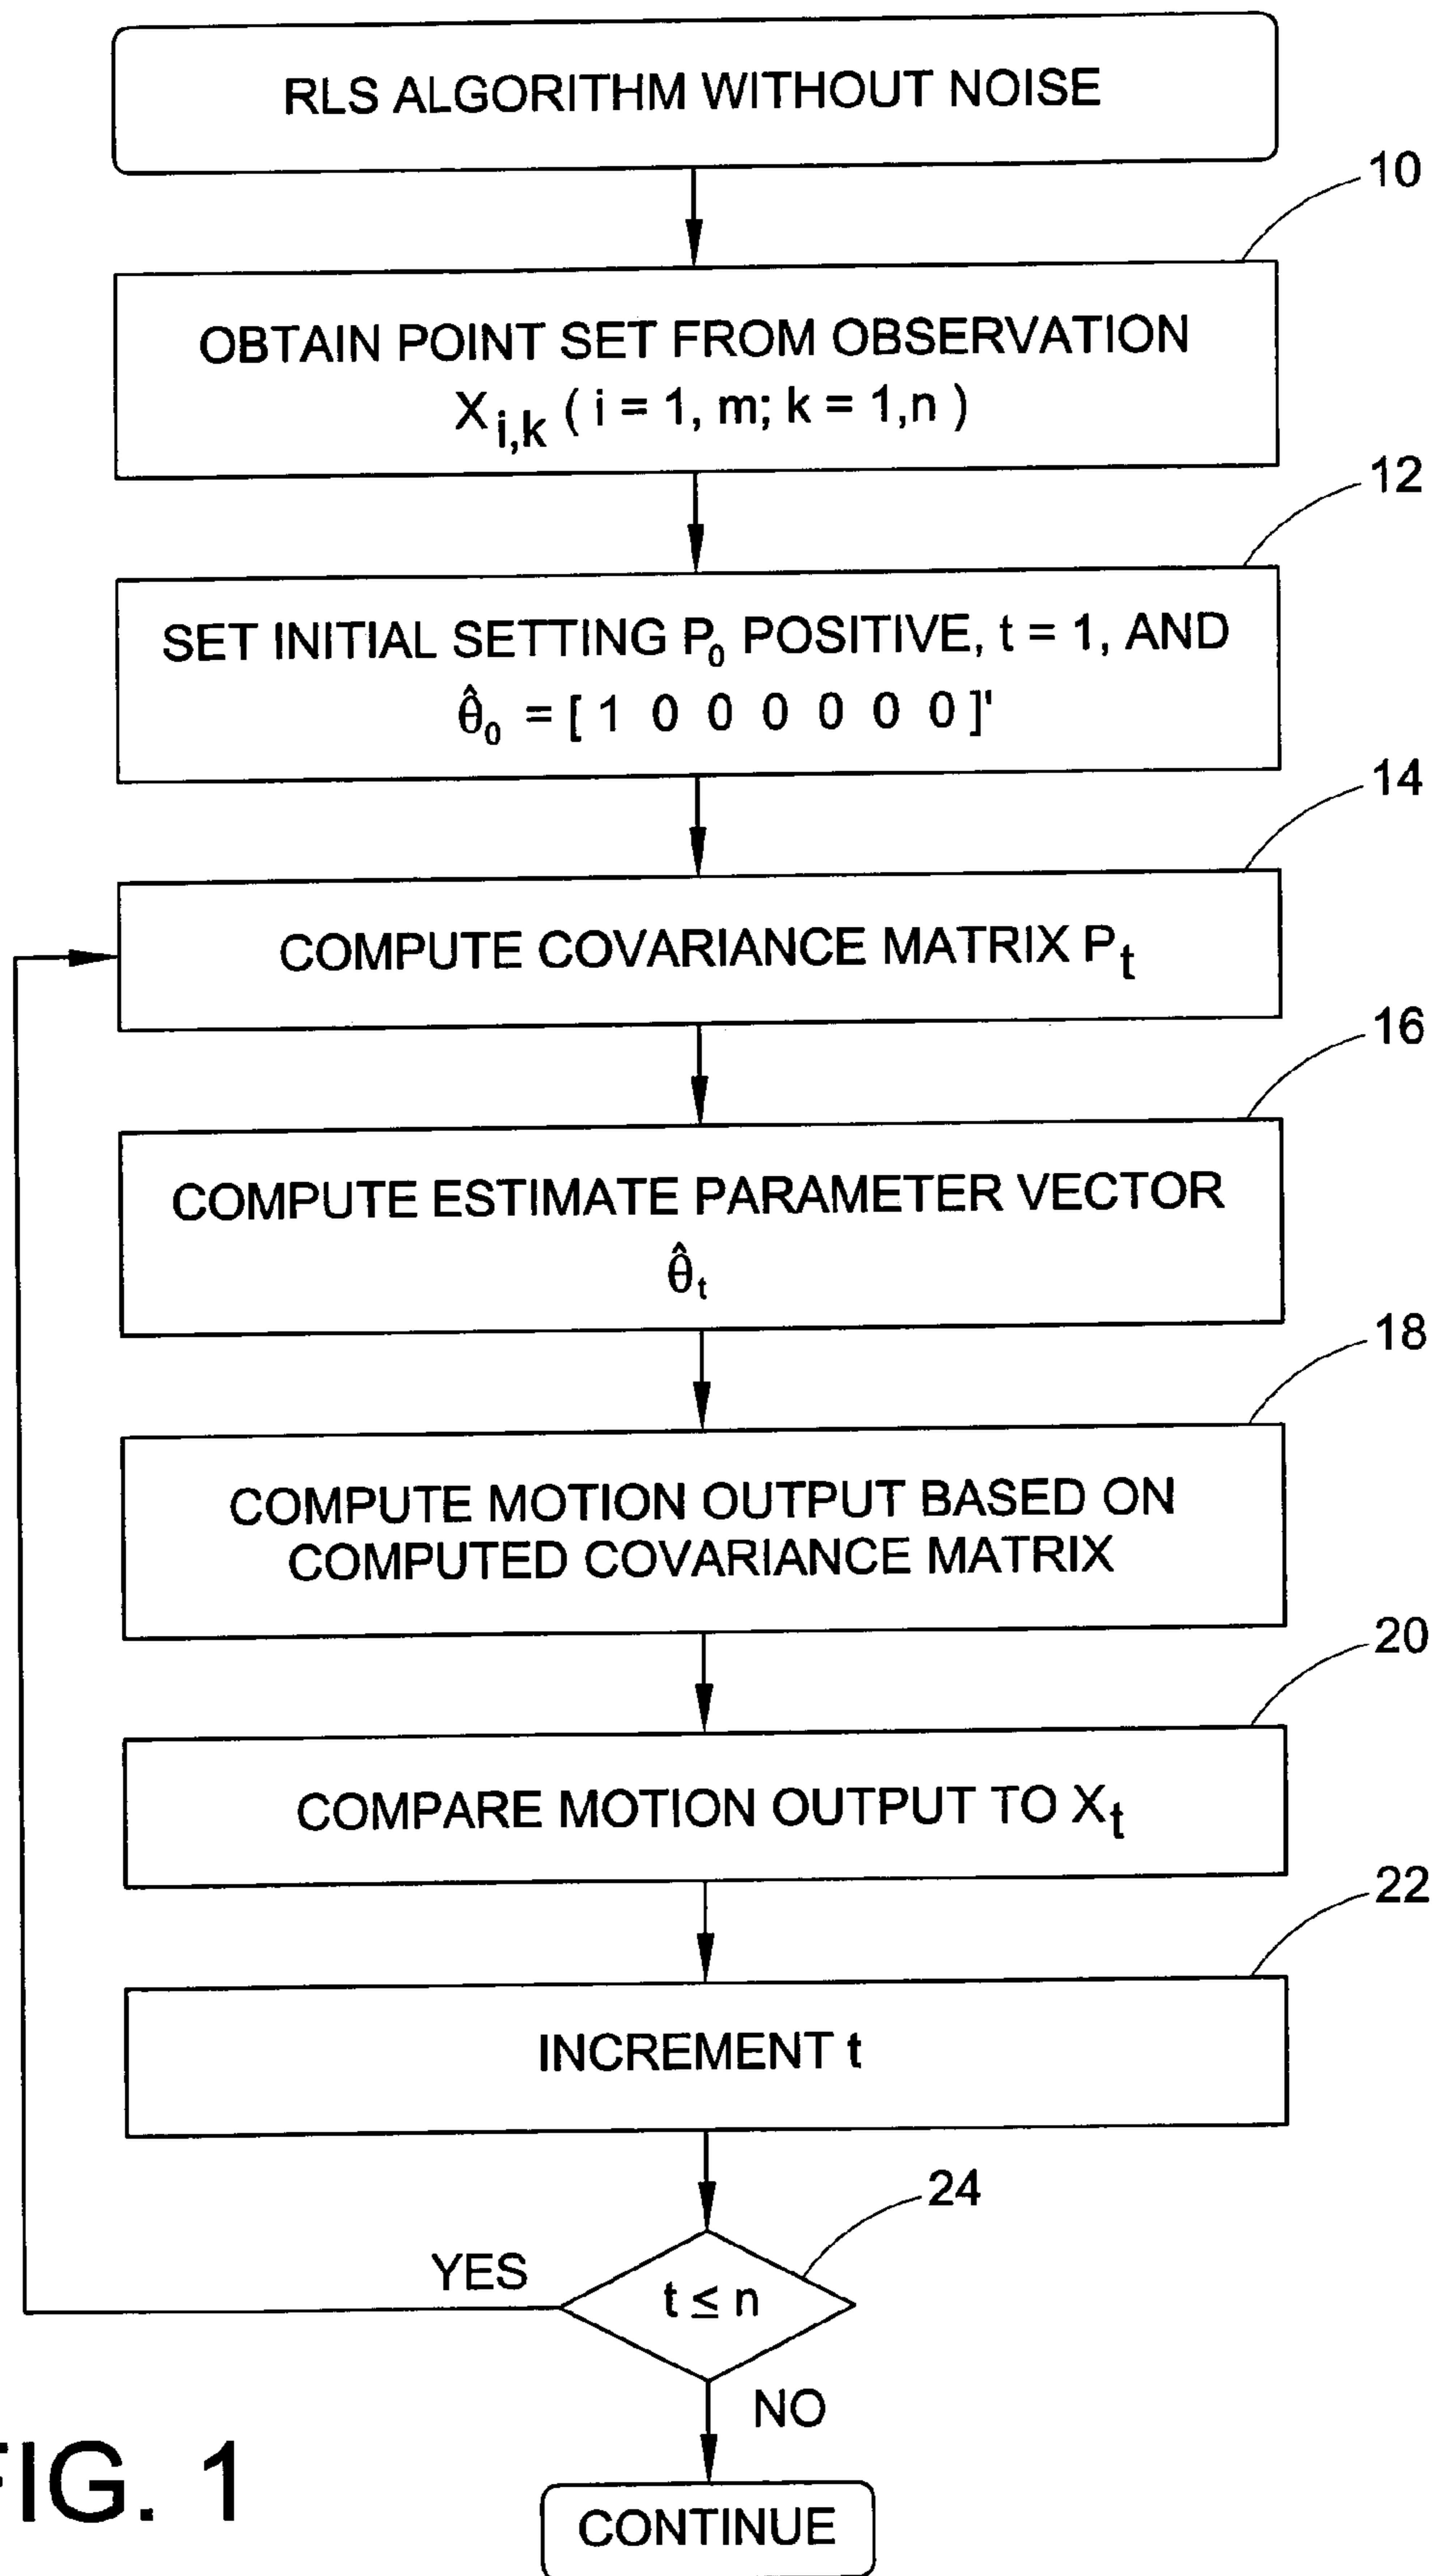 RLS ALGORITHM WITHOUT NOISE
10
OBTAIN POINT SET FROM OBSERVATION
X i,k ( i = 1, m; k = 1,n )
12
SET INITIAL SETTING P₀ POSITIVE, t = 1, AND
θ̂₀ = [ 1 0 0 0 0 0 0 ]'
14
COMPUTE COVARIANCE MATRIX Pt
16
COMPUTE ESTIMATE PARAMETER VECTOR
θ̂t
18
COMPUTE MOTION OUTPUT BASED ON
COMPUTED COVARIANCE MATRIX
20
COMPARE MOTION OUTPUT TO Xt
22
INCREMENT t
24
YES
t ≤ n
NO
FIG. 1
CONTINUE